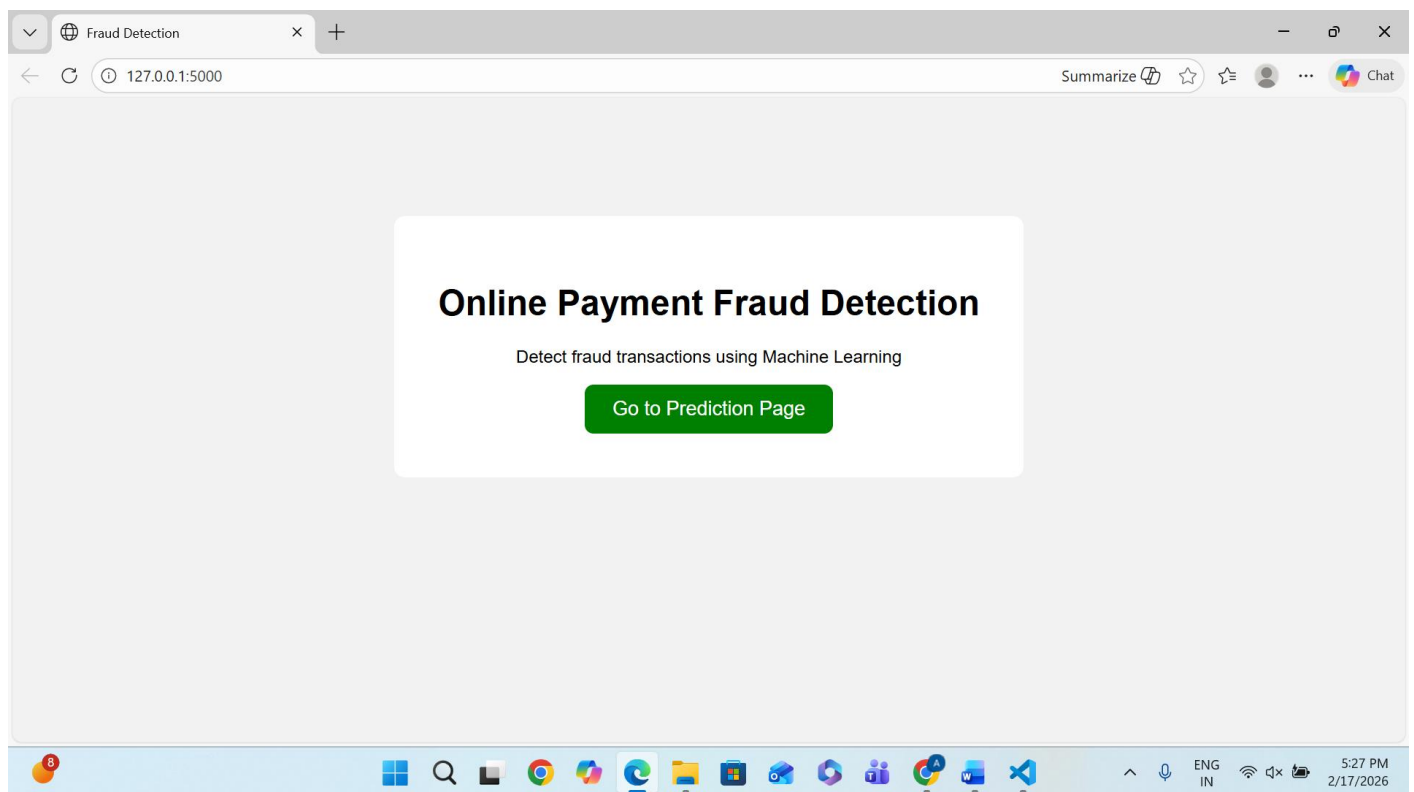 Fraud Detection
127.0.0.1:5000
Summarize
Chat
Online Payment Fraud Detection
Detect fraud transactions using Machine Learning
Go to Prediction Page
8
A
ENG
IN
5:27 PM
2/17/2026